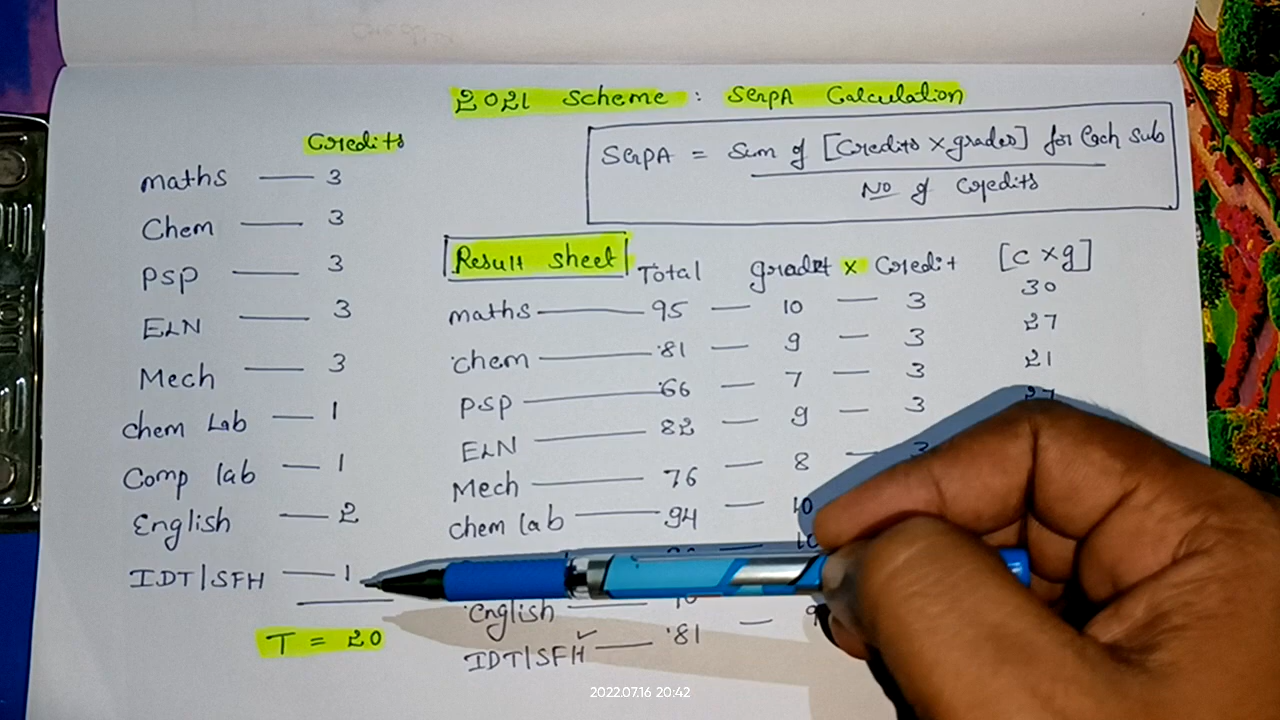 2021 Scheme : SGPA Calculation
Credits
maths — 3
Chem — 3
PSP — 3
ELN — 3
Mech — 3
chem Lab — 1
Comp lab — 1
English — 2
IDT|SFH — 1
T = 20
SGPA = Sum of [Credits x grades] for Each sub
No of Credits
Result sheet
Total grade x Credit [c x g]
maths — 95 — 10 — 3 30
chem — 81 — 9 — 3 27
PSP — 66 — 7 — 3 21
ELN — 82 — 9 — 3 27
Mech — 76 — 8 — 3
chem lab — 94 10
10
English —
IDT|SFH — 81 — 9
2022.07.16 20:42